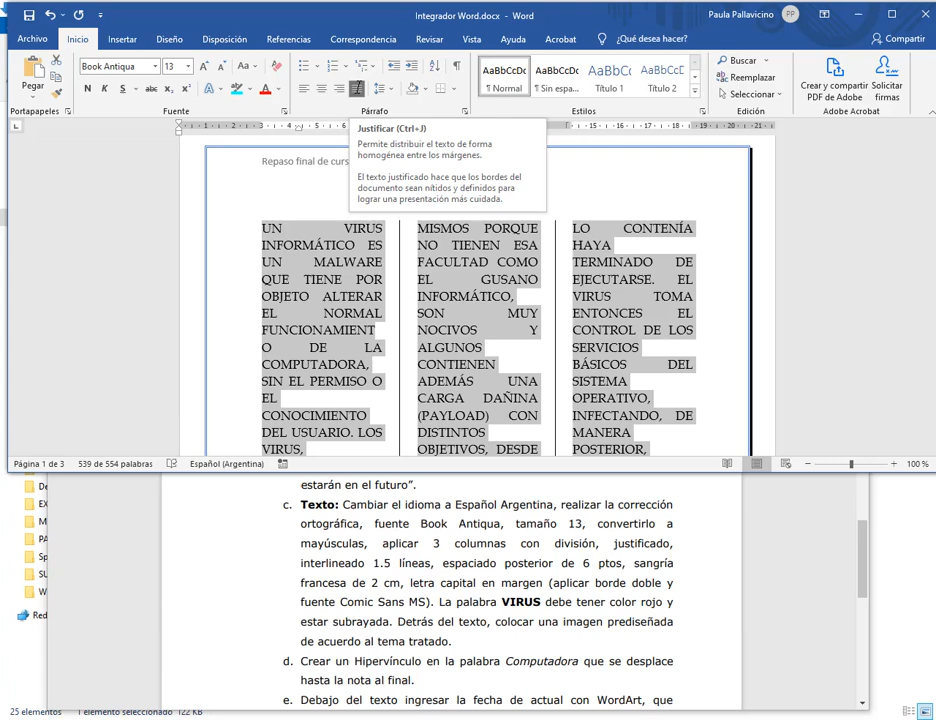 Integrador Word.docx - Word
Paula Pallavicino
PP
Archivo Inicio Insertar Diseño Disposición Referencias Correspondencia Revisar Vista Ayuda Acrobat ¿Qué desea hacer? Compartir
Pegar
Book Antiqua 13
N K S abc x₂ x²
Aa
AaBbCcDc AaBbCcDc AaBbCc AaBbCcD
¶ Normal ¶ Sin espa... Título 1 Título 2
Buscar
Reemplazar
Seleccionar
Crear y compartir
PDF de Adobe
Solicitar
firmas
Portapapeles Fuente Párrafo Estilos Edición Adobe Acrobat
Justificar (Ctrl+J)
Permite distribuir el texto de forma
homogénea entre los márgenes.
El texto justificado hace que los bordes del
documento sean nítidos y definidos para
lograr una presentación más cuidada.
Repaso final de curs
UN VIRUS
INFORMÁTICO ES
UN MALWARE
QUE TIENE POR
OBJETO ALTERAR
EL NORMAL
FUNCIONAMIENT
O DE LA
COMPUTADORA,
SIN EL PERMISO O
EL
CONOCIMIENTO
DEL USUARIO. LOS
VIRUS,
MISMOS PORQUE
NO TIENEN ESA
FACULTAD COMO
EL GUSANO
INFORMÁTICO,
SON MUY
NOCIVOS Y
ALGUNOS
CONTIENEN
ADEMÁS UNA
CARGA DAÑINA
(PAYLOAD) CON
DISTINTOS
OBJETIVOS, DESDE
LO CONTENÍA
HAYA
TERMINADO DE
EJECUTARSE. EL
VIRUS TOMA
ENTONCES EL
CONTROL DE LOS
SERVICIOS
BÁSICOS DEL
SISTEMA
OPERATIVO,
INFECTANDO, DE
MANERA
POSTERIOR,
Página 1 de 3 539 de 554 palabras Español (Argentina) 100 %
estarán en el futuro”.
c. Texto: Cambiar el idioma a Español Argentina, realizar la corrección
ortográfica, fuente Book Antiqua, tamaño 13, convertirlo a
mayúsculas, aplicar 3 columnas con división, justificado,
interlineado 1.5 líneas, espaciado posterior de 6 ptos, sangría
francesa de 2 cm, letra capital en margen (aplicar borde doble y
fuente Comic Sans MS). La palabra VIRUS debe tener color rojo y
estar subrayada. Detrás del texto, colocar una imagen prediseñada
de acuerdo al tema tratado.
d. Crear un Hipervínculo en la palabra Computadora que se desplace
hasta la nota al final.
e. Debajo del texto ingresar la fecha de actual con WordArt, que
De
EX
M
PA
Sp
SU
W
Red
25 elementos 1 elemento seleccionado 122 KB